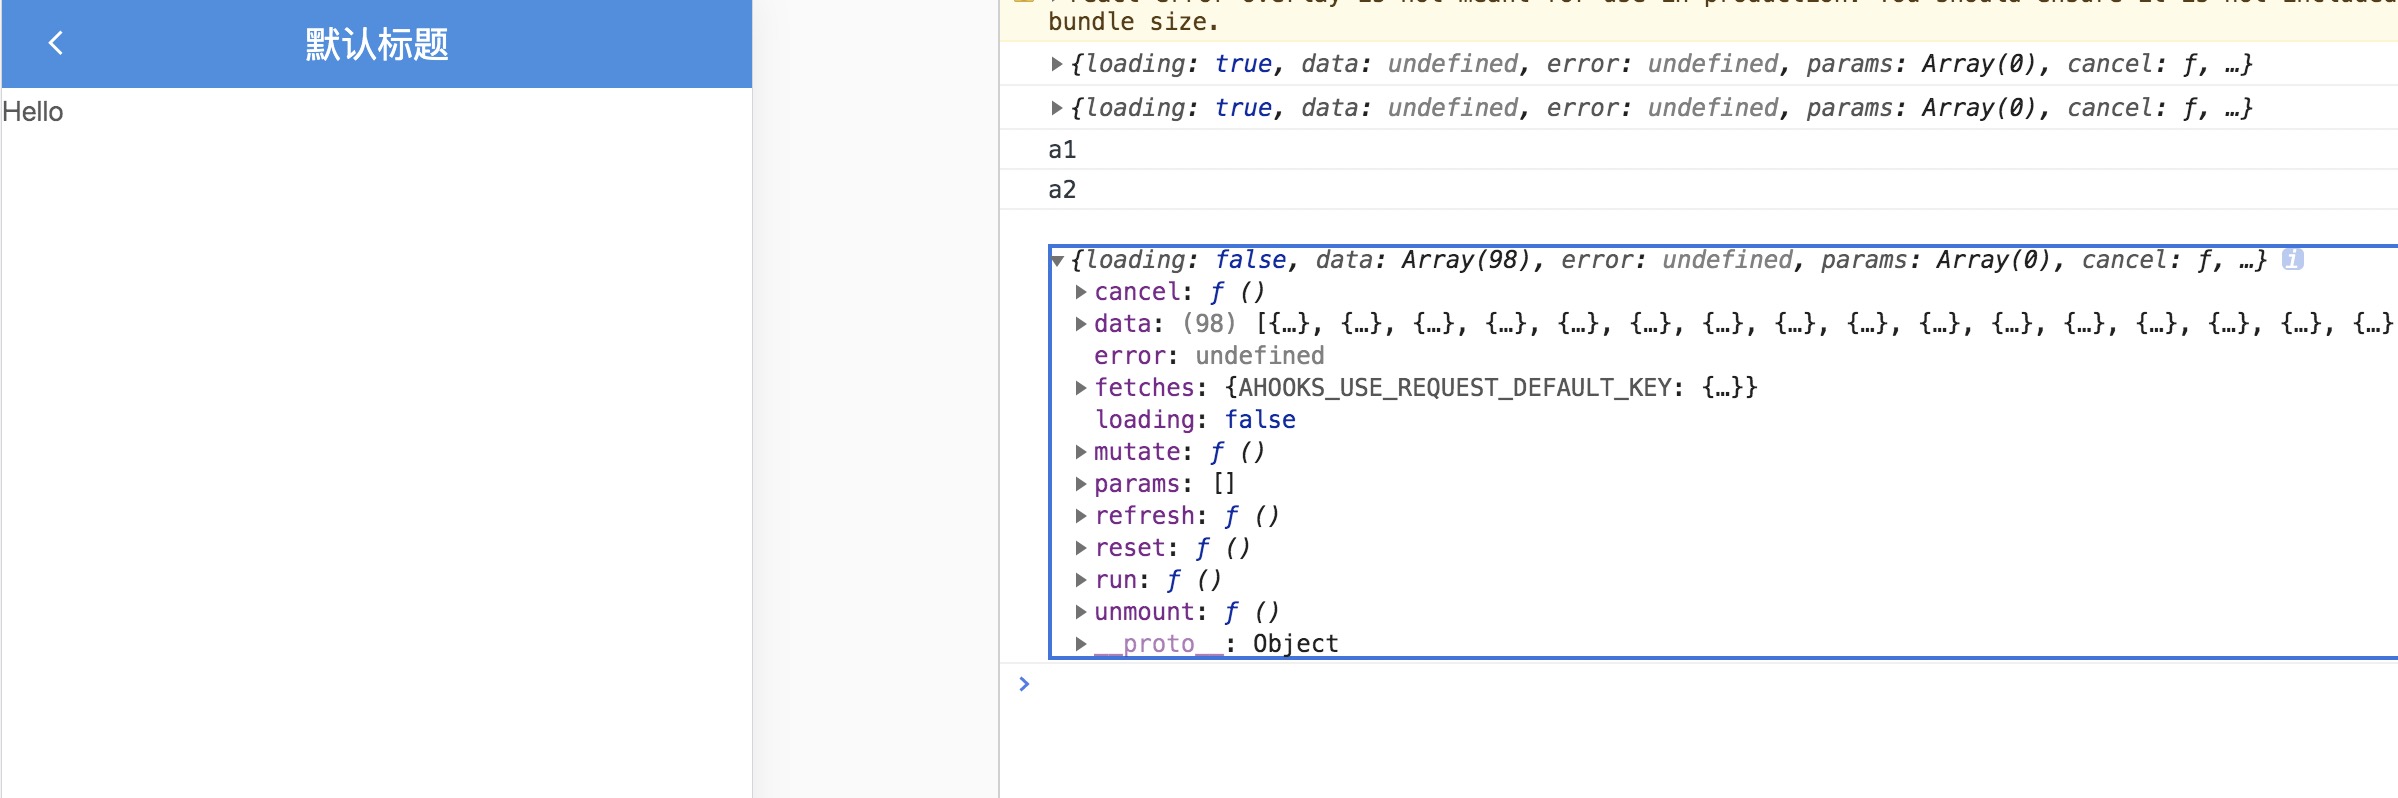 默认标题
Hello
bundle size.
{loading: true, data: undefined, error: undefined, params: Array(0), cancel: ƒ, …}
{loading: true, data: undefined, error: undefined, params: Array(0), cancel: ƒ, …}
a1
a2
{loading: false, data: Array(98), error: undefined, params: Array(0), cancel: ƒ, …} i
cancel: ƒ ()
data: (98) [{…}, {…}, {…}, {…}, {…}, {…}, {…}, {…}, {…}, {…}, {…}, {…}, {…}, {…}, {…}, {…}
error: undefined
fetches: {AHOOKS_USE_REQUEST_DEFAULT_KEY: {…}}
loading: false
mutate: ƒ ()
params: []
refresh: ƒ ()
reset: ƒ ()
run: ƒ ()
unmount: ƒ ()
__proto__: Object